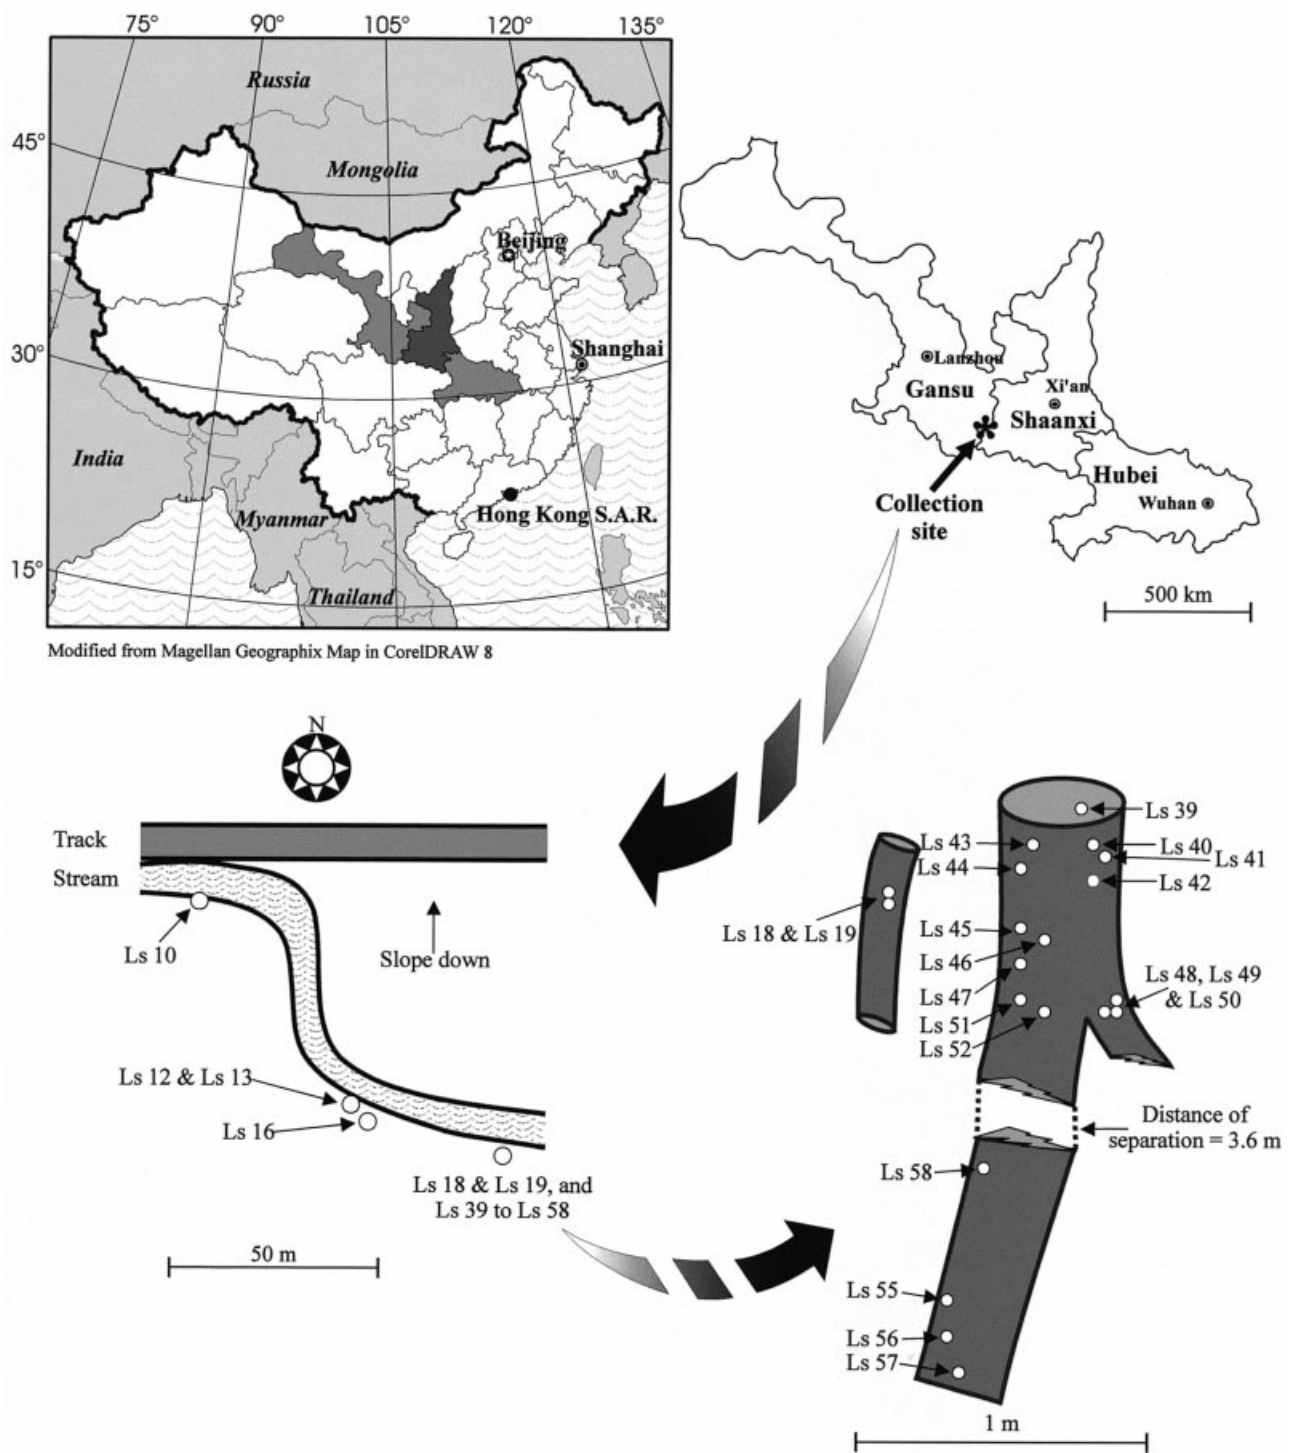 75° 90° 105° 120° 135°
45°
30°
15°
Russia
Mongolia
Beijing
Shanghai
India
Myanmar
Hong Kong S.A.R.
Thailand
Modified from Magellan Geographix Map in CorelDRAW 8
Lanzhou
Gansu
Xi'an
Shaanxi
Hubei
Wuhan
Collection
site
500 km
N
Track
Stream
Ls 10
Slope down
Ls 12 & Ls 13
Ls 16
Ls 18 & Ls 19, and
Ls 39 to Ls 58
50 m
Ls 18 & Ls 19
Ls 39
Ls 43
Ls 40
Ls 41
Ls 44
Ls 42
Ls 45
Ls 46
Ls 47
Ls 48, Ls 49
& Ls 50
Ls 51
Ls 52
Distance of
separation = 3.6 m
Ls 58
Ls 55
Ls 56
Ls 57
1 m